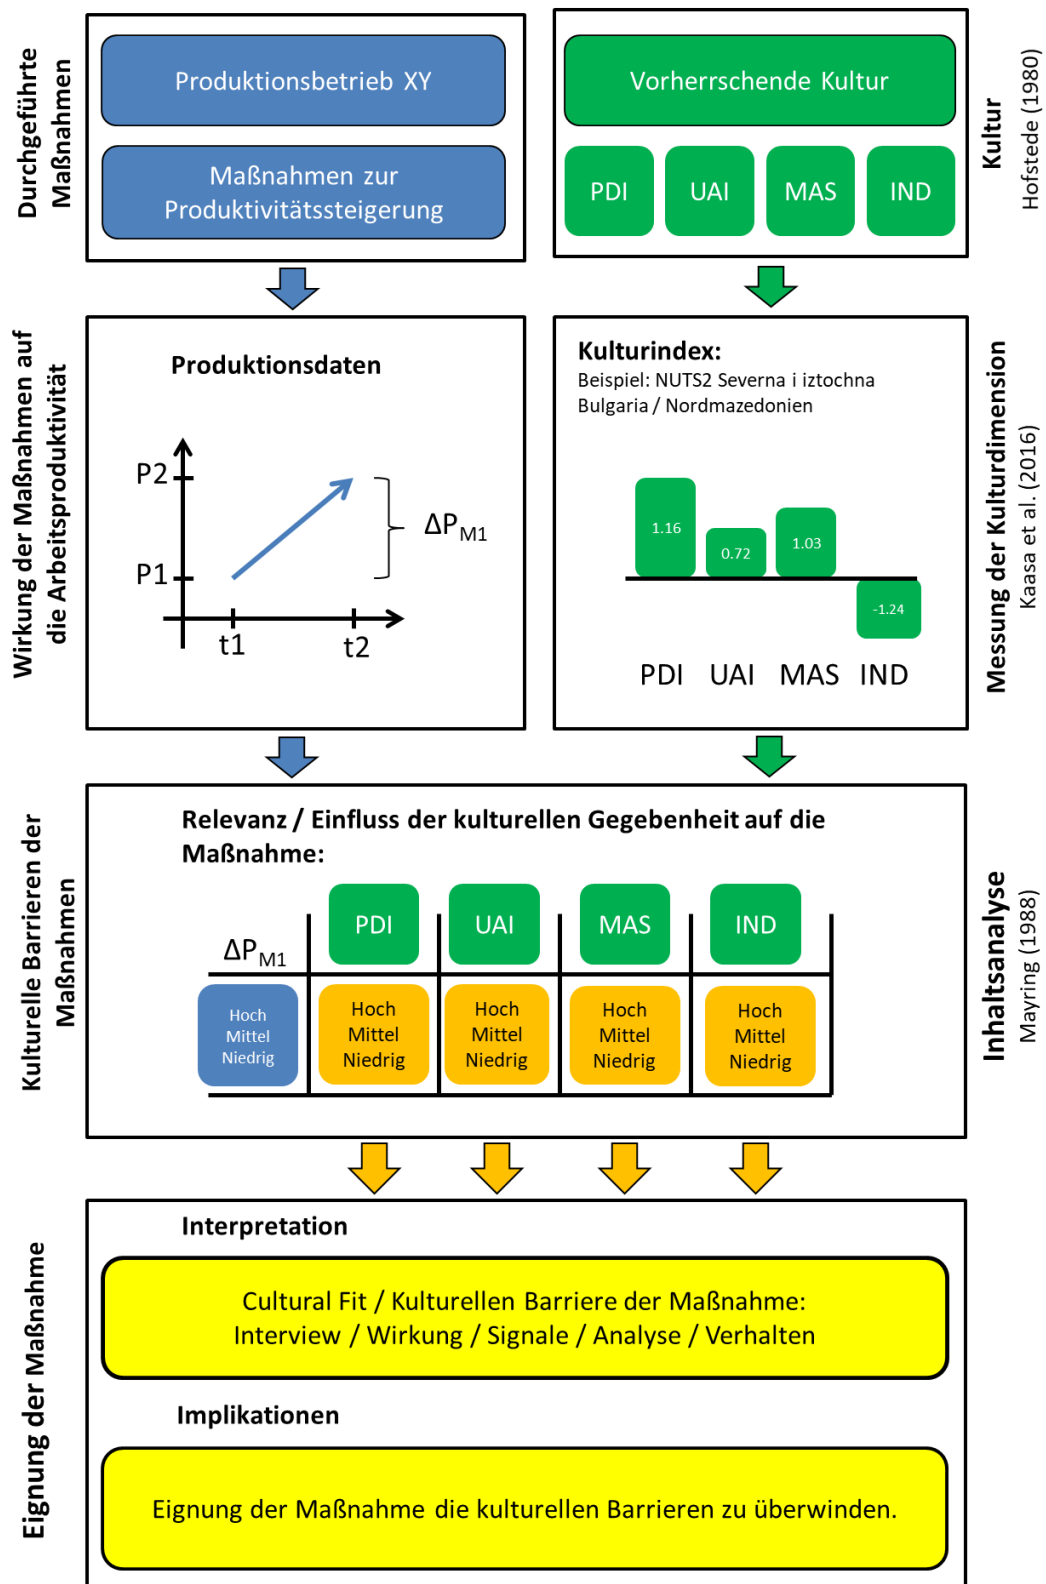 Durchgeführte
Maßnahmen
Produktionsbetrieb XY
Maßnahmen zur
Produktivitätssteigerung
Vorherrschende Kultur
PDI
UAI
MAS
IND
Kultur
Hofstede (1980)
Wirkung der Maßnahmen auf
die Arbeitsproduktivität
Produktionsdaten
P2
P1
ΔPM1
t1
t2
Kulturindex:
Beispiel: NUTS2 Severna i iztochna
Bulgaria / Nordmazedonien
1.16
0.72
1.03
-1.24
PDI
UAI
MAS
IND
Messung der Kulturdimension
Kaasa et al. (2016)
Kulturelle Barrieren der
Maßnahmen
Relevanz / Einfluss der kulturellen Gegebenheit auf die
Maßnahme:
ΔPM1
PDI
UAI
MAS
IND
Hoch
Mittel
Niedrig
Hoch
Mittel
Niedrig
Hoch
Mittel
Niedrig
Hoch
Mittel
Niedrig
Hoch
Mittel
Niedrig
Inhaltsanalyse
Mayring (1988)
Eignung der Maßnahme
Interpretation
Cultural Fit / Kulturellen Barriere der Maßnahme:
Interview / Wirkung / Signale / Analyse / Verhalten
Implikationen
Eignung der Maßnahme die kulturellen Barrieren zu überwinden.